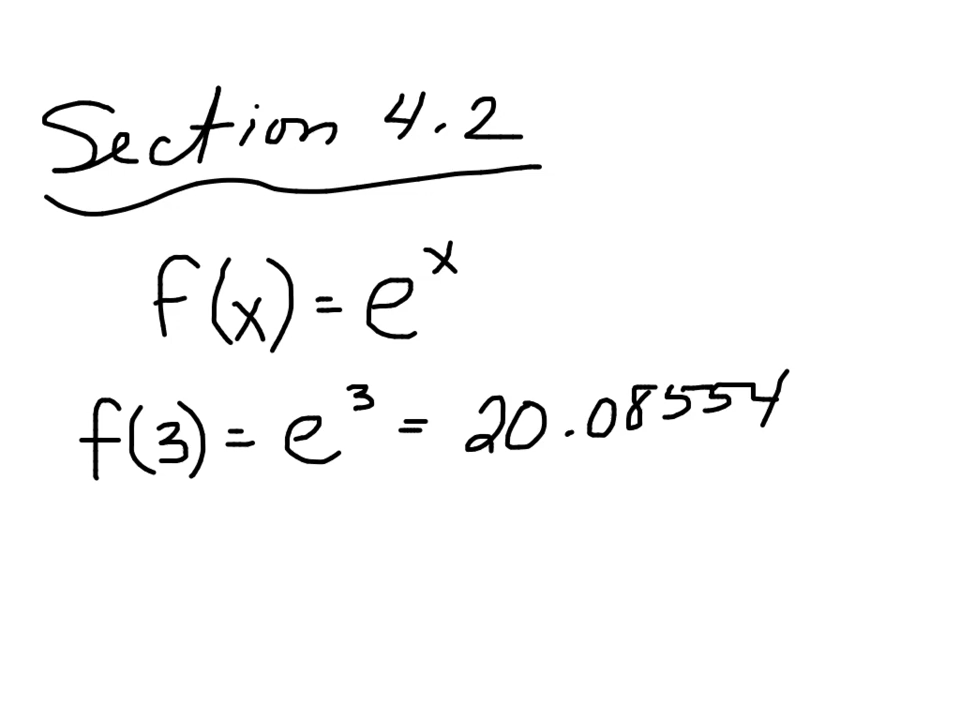 Section 4.2
f(x) = e^x
f(3) = e^3 = 20.08554